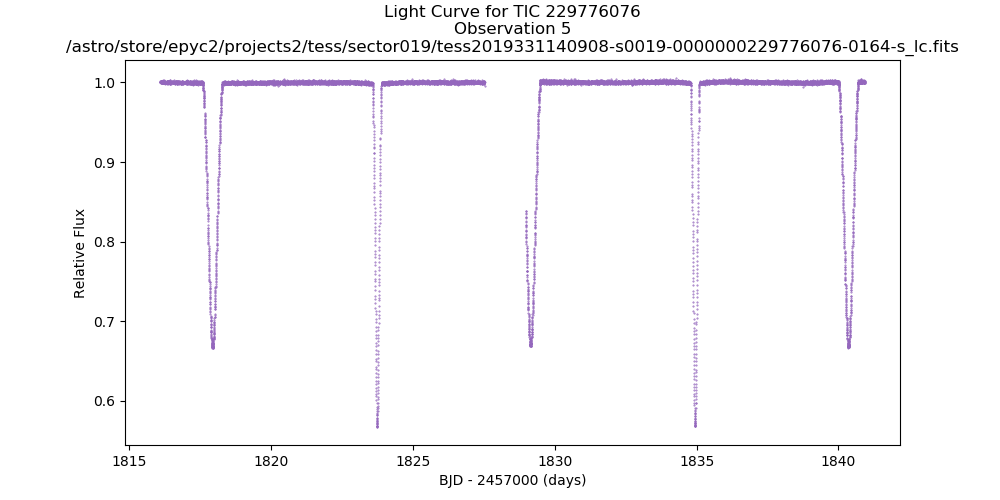 Light Curve for TIC 229776076
Observation 5
/astro/store/epyc2/projects2/tess/sector019/tess2019331140908-s0019-0000000229776076-0164-s_lc.fits
1.0
0.9
0.8
0.7
0.6
Relative Flux
1815 1820 1825 1830 1835 1840
BJD - 2457000 (days)